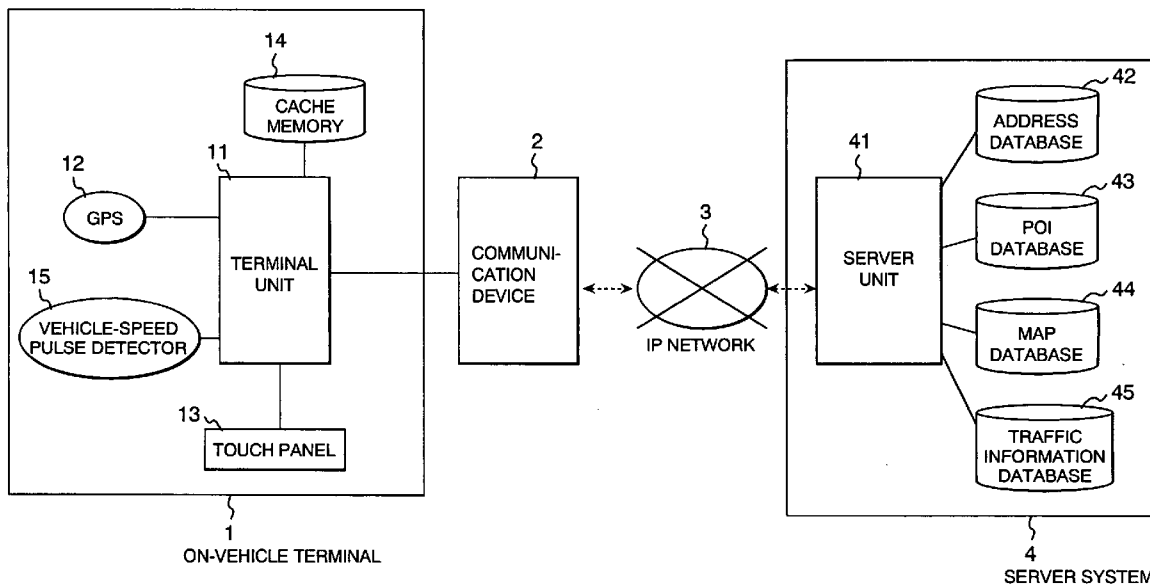 14
CACHE
MEMORY
11
12
GPS
TERMINAL
UNIT
15
VEHICLE-SPEED
PULSE DETECTOR
13
TOUCH PANEL
1
ON-VEHICLE TERMINAL
2
COMMUNI-
CATION
DEVICE
3
IP NETWORK
41
SERVER
UNIT
42
ADDRESS
DATABASE
43
POI
DATABASE
44
MAP
DATABASE
45
TRAFFIC
INFORMATION
DATABASE
4
SERVER SYSTEM